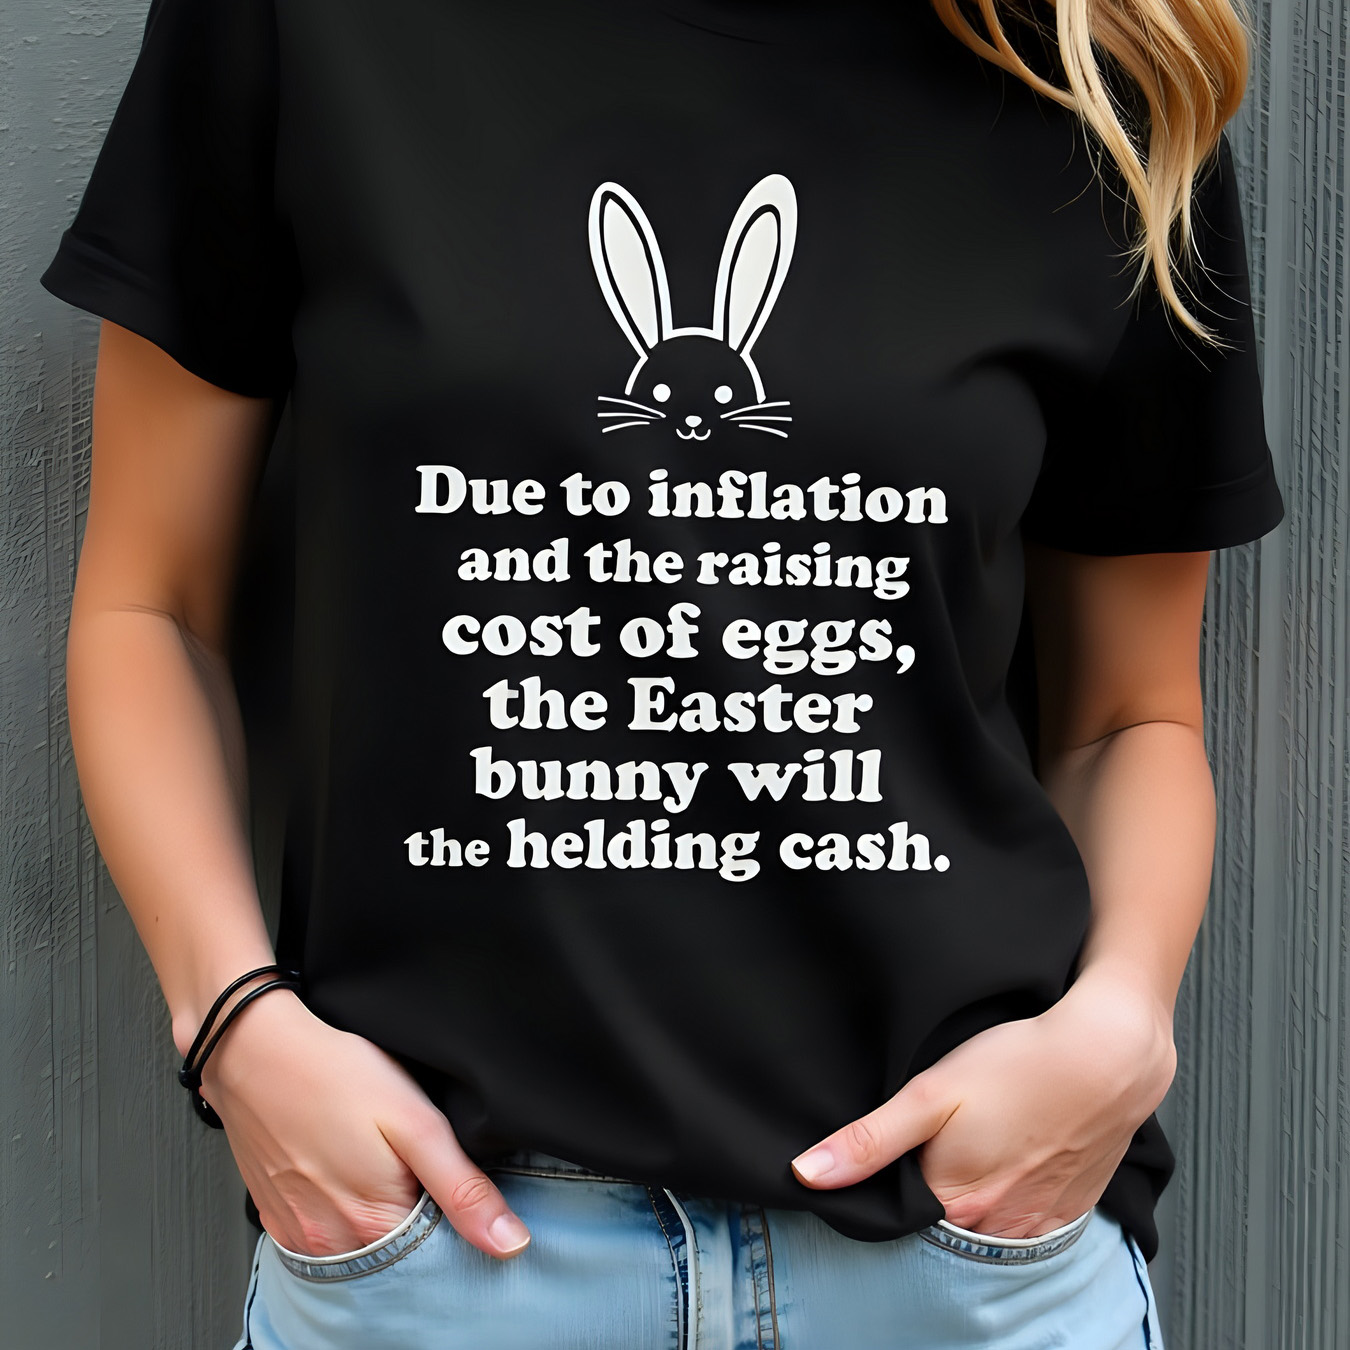 Due to inflation
and the raising
cost of eggs,
the Easter
bunny will
the helding cash.